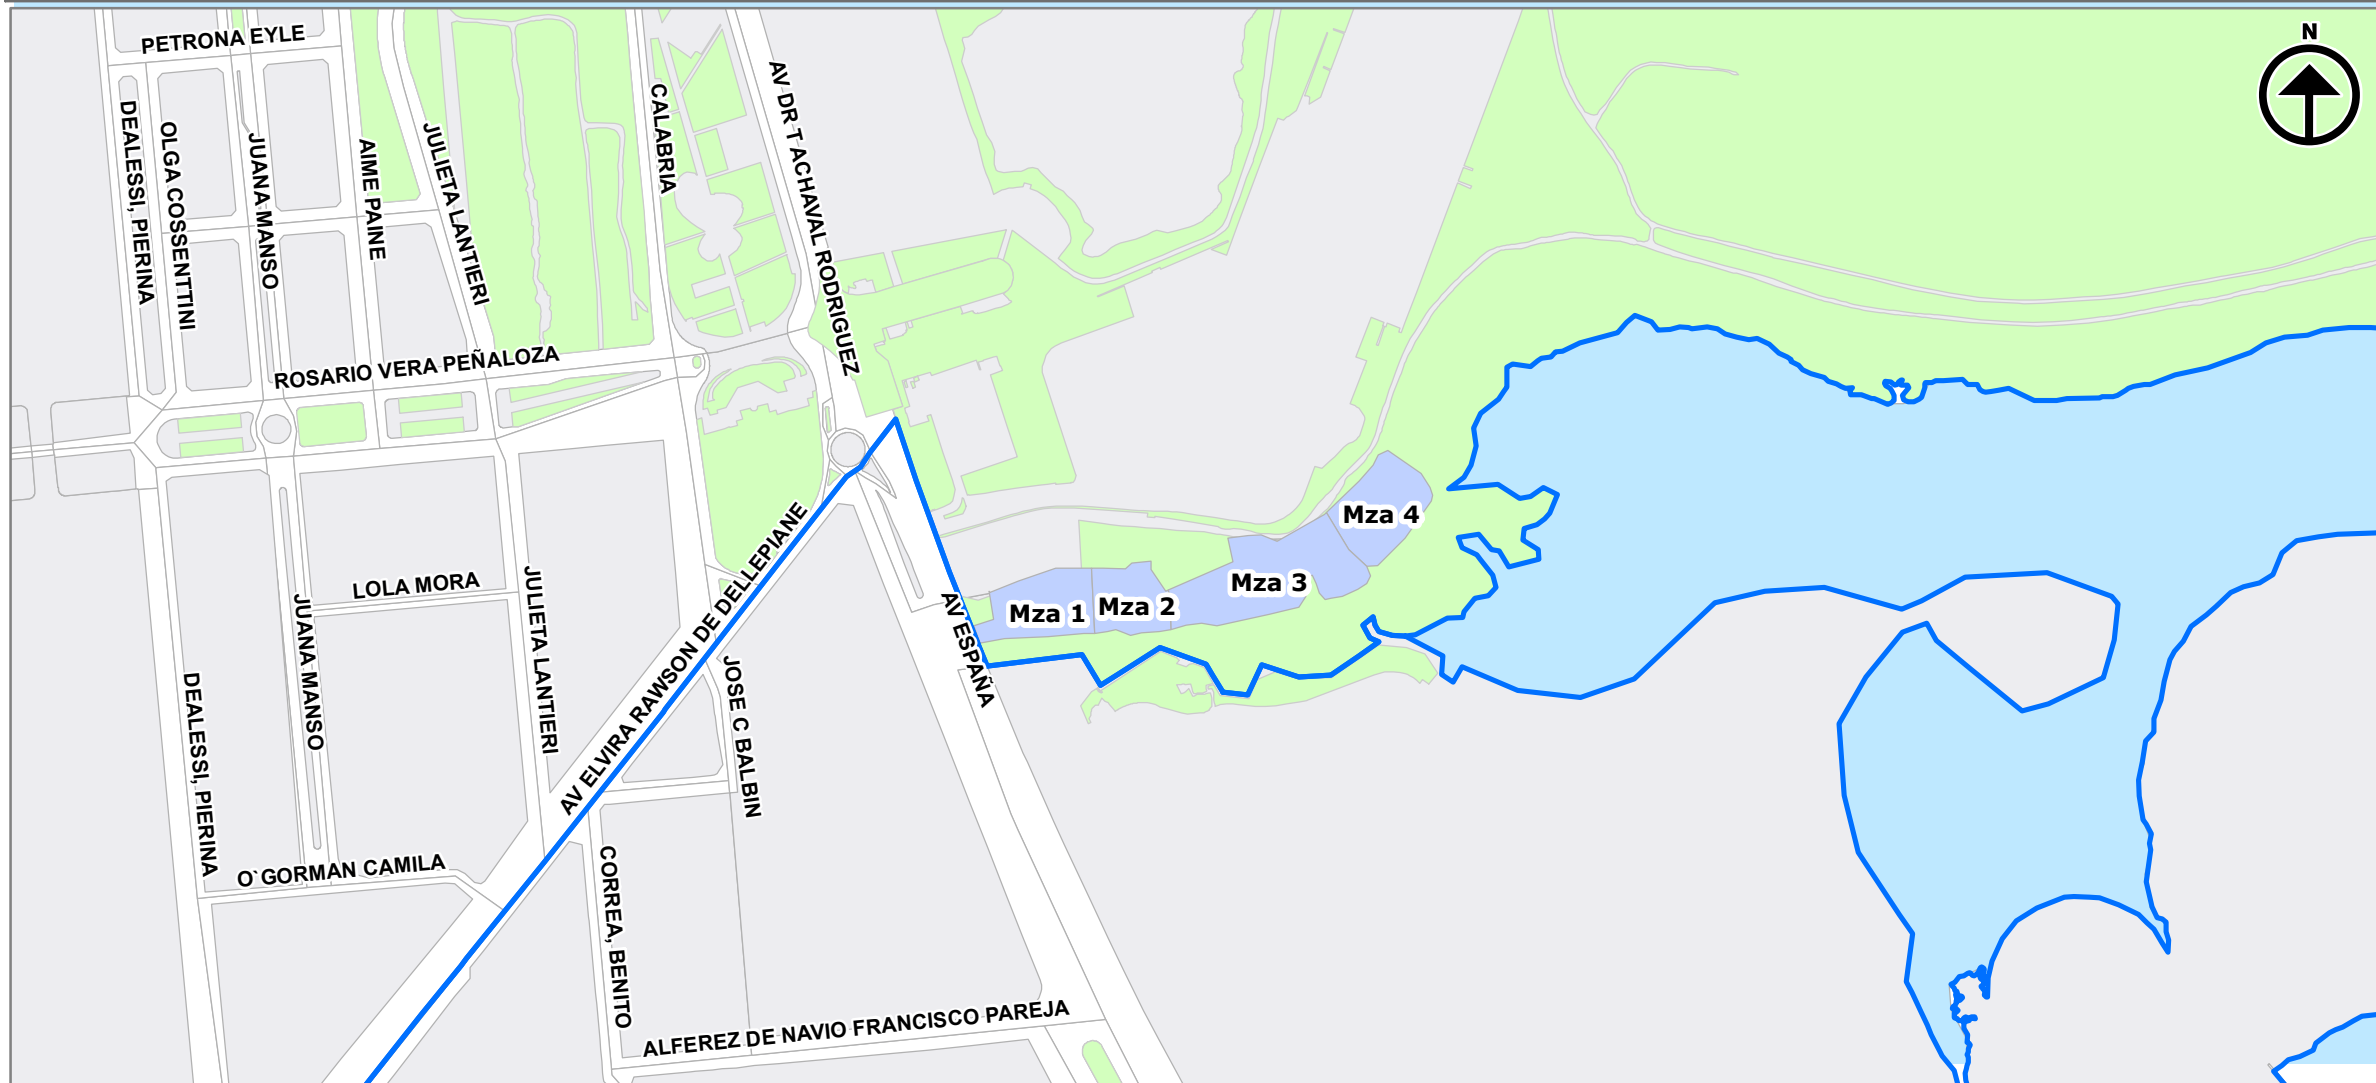 PETRONA EYLE
N
DEALESSI, PIERINA
OLGA COSSENTTINI
JUANA MANSO
AIME PAINE
JULIETA LANTIERI
CALABRIA
AV DR T ACHAVAL RODRIGUEZ
ROSARIO VERA PEÑALOZA
Mza 4
Mza 3
Mza 2
Mza 1
AV ESPAÑA
AV ELVIRA RAWSON DE DELLEPIANE
LOLA MORA
JUANA MANSO
JULIETA LANTIERI
JOSE C BALBIN
DEALESSI, PIERINA
O`GORMAN CAMILA
CORREA, BENITO
ALFEREZ DE NAVIO FRANCISCO PAREJA